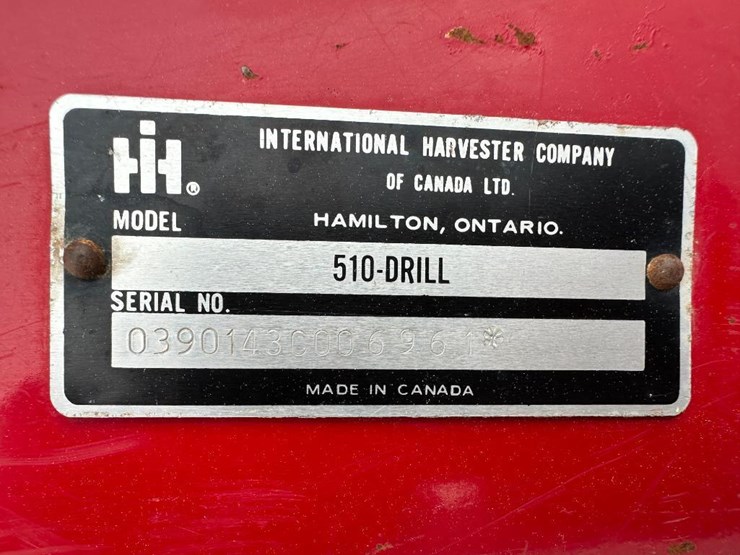 IH®
INTERNATIONAL HARVESTER COMPANY
OF CANADA LTD.
HAMILTON, ONTARIO.
MODEL
510-DRILL
SERIAL NO.
0390143C006961*
MADE IN CANADA